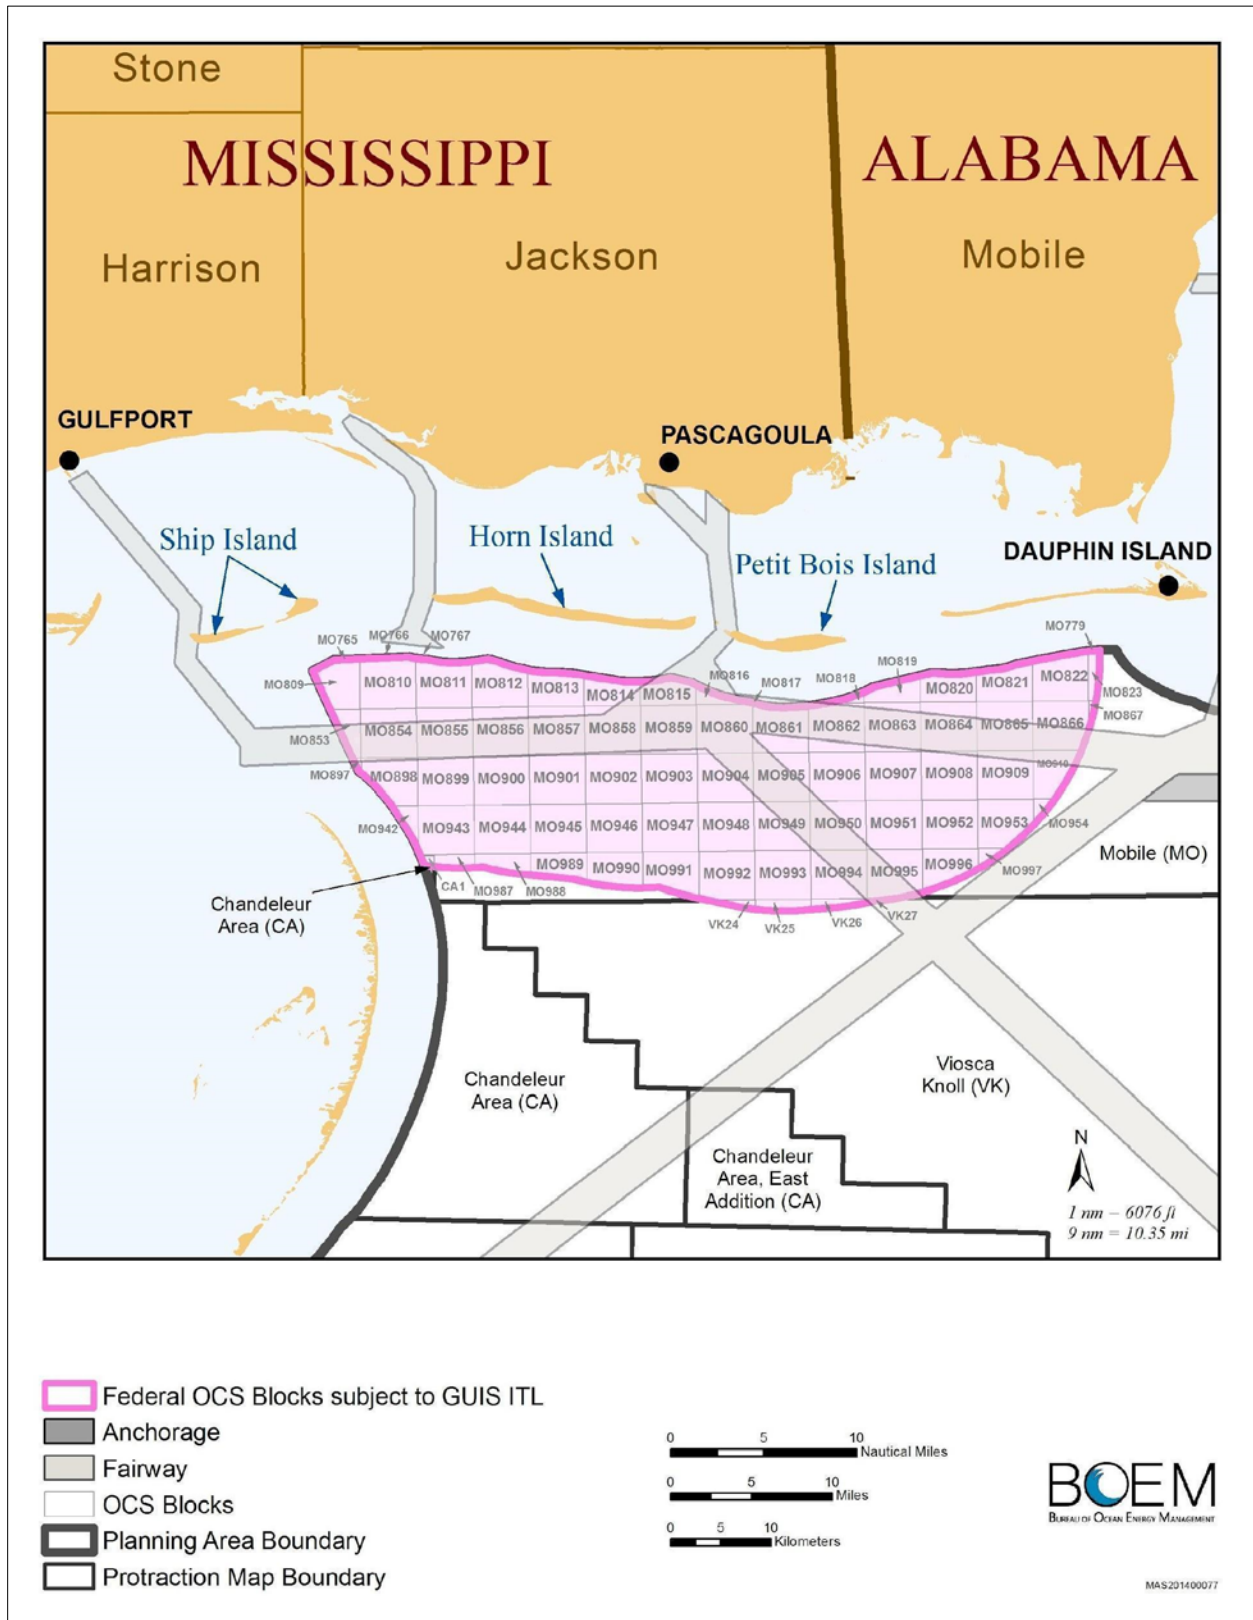 Stone
MISSISSIPPI
ALABAMA
Harrison
Jackson
Mobile
GULFPORT
PASCAGOULA
Ship Island
Horn Island
Petit Bois Island
DAUPHIN ISLAND
MO765
MO766
MO767
MO779
MO809
MO810
MO811
MO812
MO813
MO814
MO815
MO816
MO817
MO818
MO819
MO820
MO821
MO822
MO823
MO853
MO854
MO855
MO856
MO857
MO858
MO859
MO860
MO861
MO862
MO863
MO864
MO865
MO866
MO867
MO897
MO898
MO899
MO900
MO901
MO902
MO903
MO904
MO905
MO906
MO907
MO908
MO909
MO910
MO942
MO943
MO944
MO945
MO946
MO947
MO948
MO949
MO950
MO951
MO952
MO953
MO954
CA1
MO987
MO988
MO989
MO990
MO991
MO992
MO993
MO994
MO995
MO996
MO997
Mobile (MO)
Chandeleur
Area (CA)
VK24
VK25
VK26
VK27
Chandeleur
Area (CA)
Viosca
Knoll (VK)
Chandeleur
Area, East
Addition (CA)
N
1 nm = 6076 ft
9 nm = 10.35 mi
Federal OCS Blocks subject to GUIS ITL
Anchorage
Fairway
OCS Blocks
Planning Area Boundary
Protraction Map Boundary
0 5 10
Nautical Miles
0 5 10
Miles
0 5 10
Kilometers
BOEM
BUREAU OF OCEAN ENERGY MANAGEMENT
MAS201400077